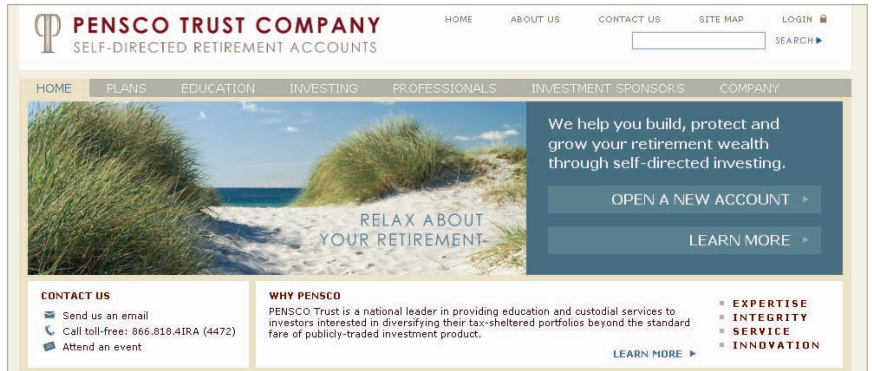 PENSCO TRUST COMPANY
SELF-DIRECTED RETIREMENT ACCOUNTS
HOME ABOUT US CONTACT US SITE MAP LOGIN
SEARCH
HOME PLANS EDUCATION INVESTING PROFESSIONALS INVESTMENT SPONSORS COMPANY
RELAX ABOUT
YOUR RETIREMENT-
We help you build, protect and
grow your retirement wealth
through self-directed investing.
OPEN A NEW ACCOUNT
LEARN MORE
CONTACT US
Send us an email
Call toll-free: 866.818.4IRA (4472)
Attend an event
WHY PENSCO
PENSCO Trust is a national leader in providing education and custodial services to
investors interested in diversifying their tax-sheltered portfolios beyond the standard
fare of publicly-traded investment product.
LEARN MORE
EXPERTISE
INTEGRITY
SERVICE
INNOVATION